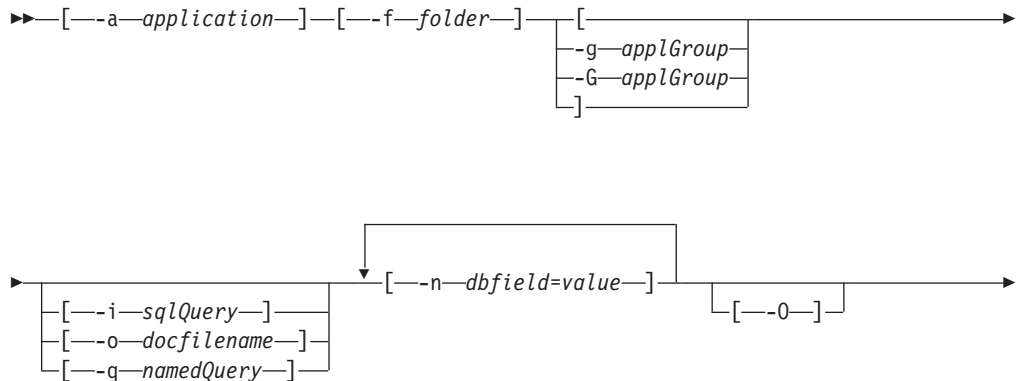 [ -a application ] [ -f folder ] [
-g applGroup
-G applGroup
]
[ -n dbfield=value ]
[ -i sqlQuery ] [ -O ]
[ -o docfilename ]
[ -q namedQuery ]